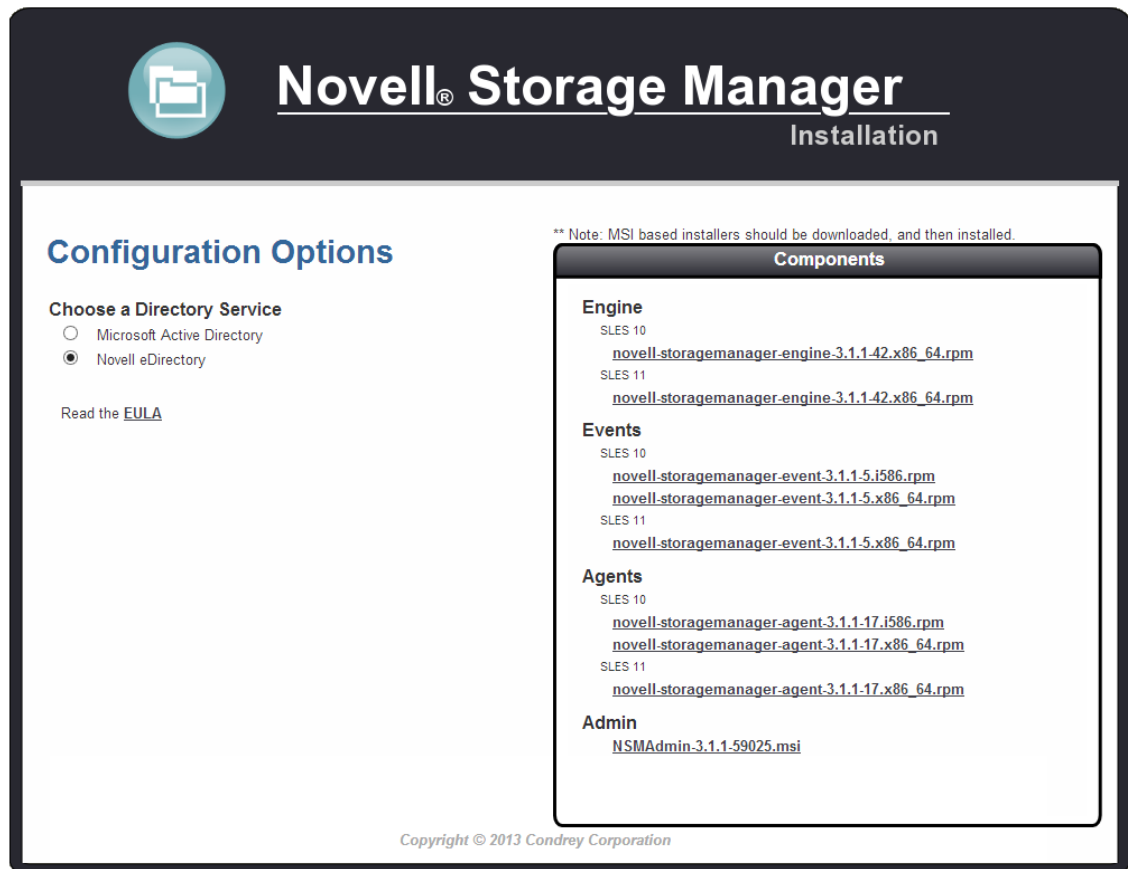 Novell® Storage Manager
Installation
Configuration Options
Choose a Directory Service
Microsoft Active Directory
Novell eDirectory
Read the EULA
** Note: MSI based installers should be downloaded, and then installed.
Components
Engine
SLES 10
novell-storagemanager-engine-3.1.1-42.x86_64.rpm
SLES 11
novell-storagemanager-engine-3.1.1-42.x86_64.rpm
Events
SLES 10
novell-storagemanager-event-3.1.1-5.i586.rpm
novell-storagemanager-event-3.1.1-5.x86_64.rpm
SLES 11
novell-storagemanager-event-3.1.1-5.x86_64.rpm
Agents
SLES 10
novell-storagemanager-agent-3.1.1-17.i586.rpm
novell-storagemanager-agent-3.1.1-17.x86_64.rpm
SLES 11
novell-storagemanager-agent-3.1.1-17.x86_64.rpm
Admin
NSMAdmin-3.1.1-59025.msi
Copyright © 2013 Condrey Corporation